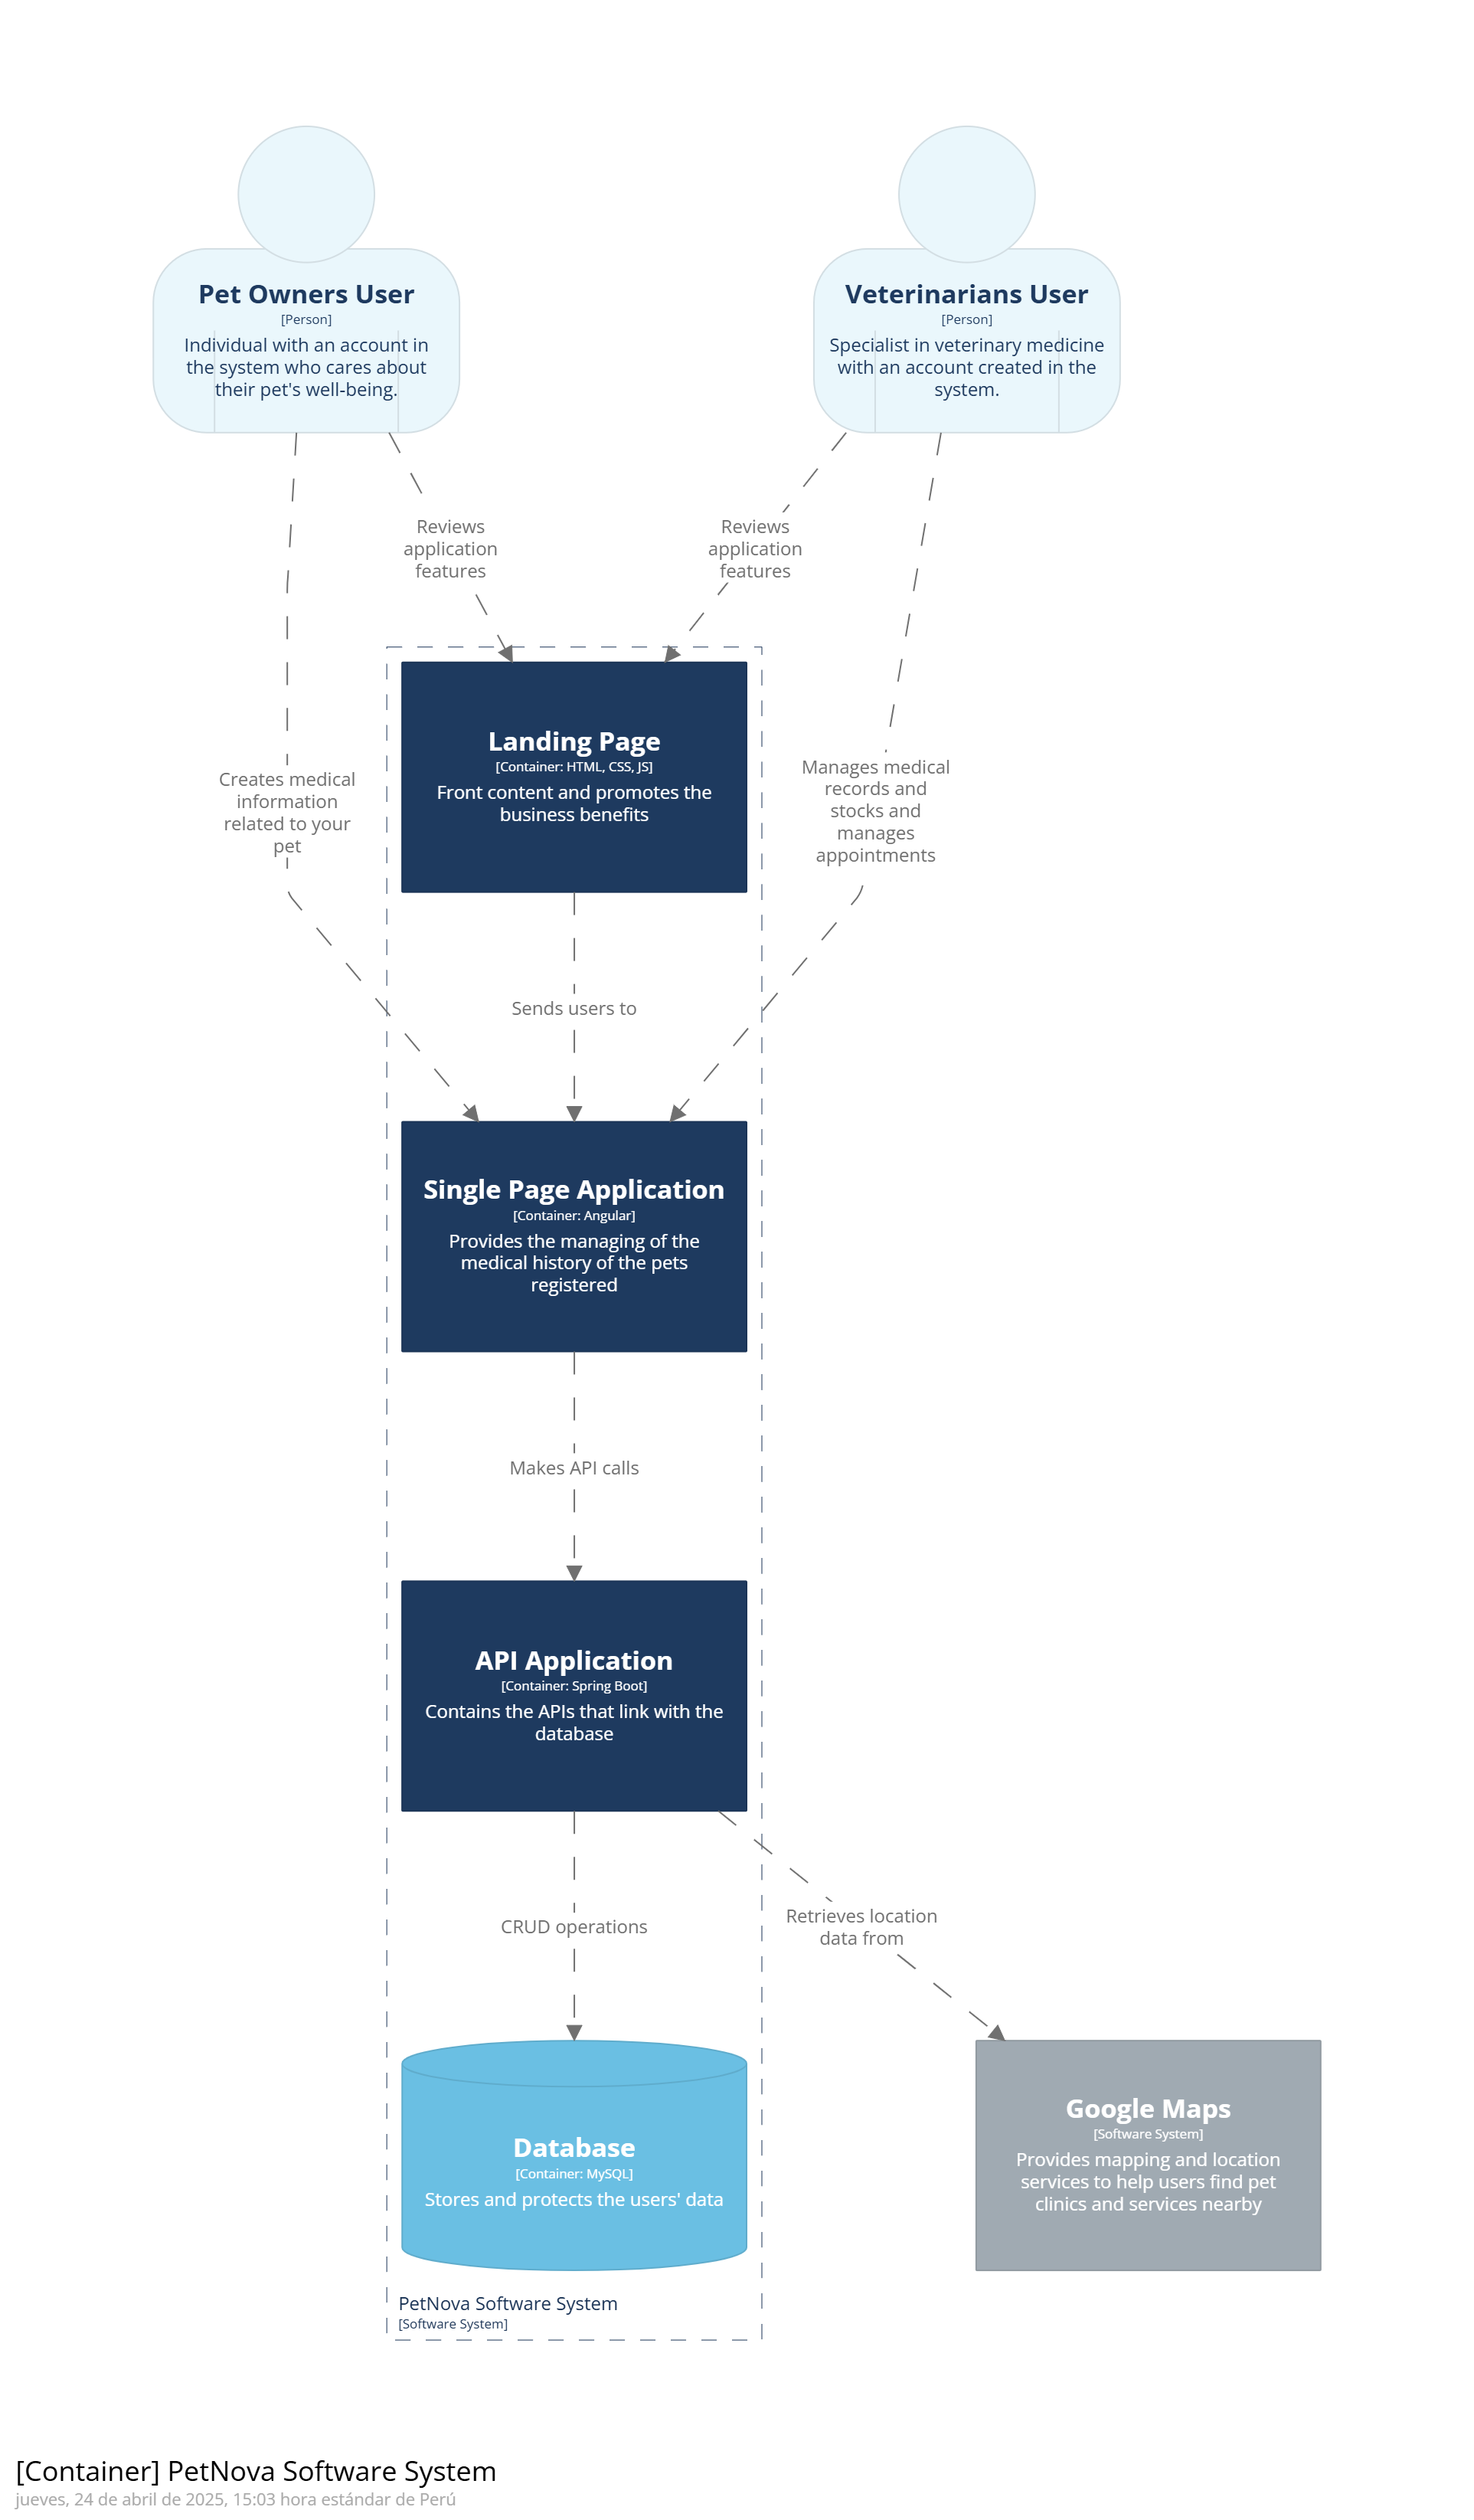 Pet Owners User
[Person]
Individual with an account in
the system who cares about
their pet's well-being.
Veterinarians User
[Person]
Specialist in veterinary medicine
with an account created in the
system.
Reviews
application
features
Reviews
application
features
Landing Page
[Container: HTML, CSS, JS]
Front content and promotes the
business benefits
Creates medical
information
related to your
pet
Manages medical
records and
stocks and
manages
appointments
Sends users to
Single Page Application
[Container: Angular]
Provides the managing of the
medical history of the pets
registered
Makes API calls
API Application
[Container: Spring Boot]
Contains the APIs that link with the
database
CRUD operations
Retrieves location
data from
Database
[Container: MySQL]
Stores and protects the users' data
Google Maps
[Software System]
Provides mapping and location
services to help users find pet
clinics and services nearby
PetNova Software System
[Software System]
[Container] PetNova Software System
jueves, 24 de abril de 2025, 15:03 hora estándar de Perú